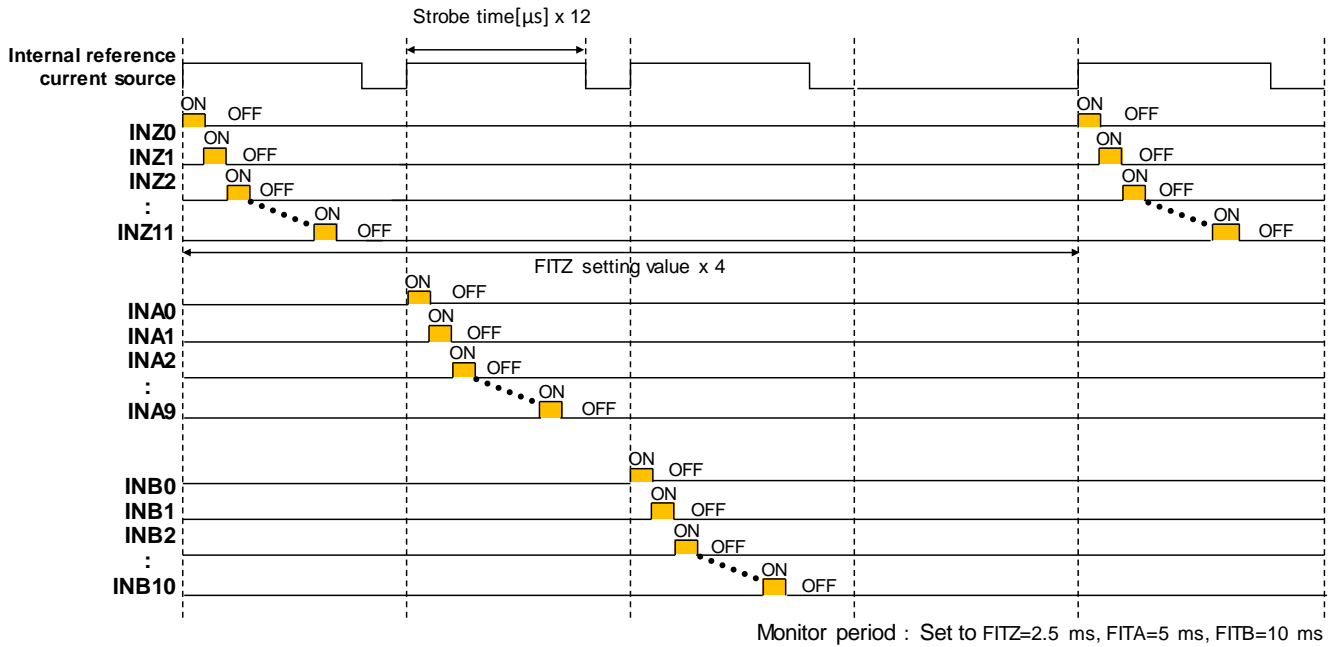 Strobe time[μs] x 12
Internal reference
current source
ON OFF ON OFF
INZ0
ON OFF ON OFF
INZ1
ON OFF ON OFF
INZ2
:
ON OFF ON OFF
INZ11
FITZ setting value x 4
ON OFF
INA0
ON OFF
INA1
ON OFF
INA2
:
ON OFF
INA9
ON OFF
INB0
ON OFF
INB1
ON OFF
INB2
:
ON OFF
INB10
Monitor period : Set to FITZ=2.5 ms, FITA=5 ms, FITB=10 ms